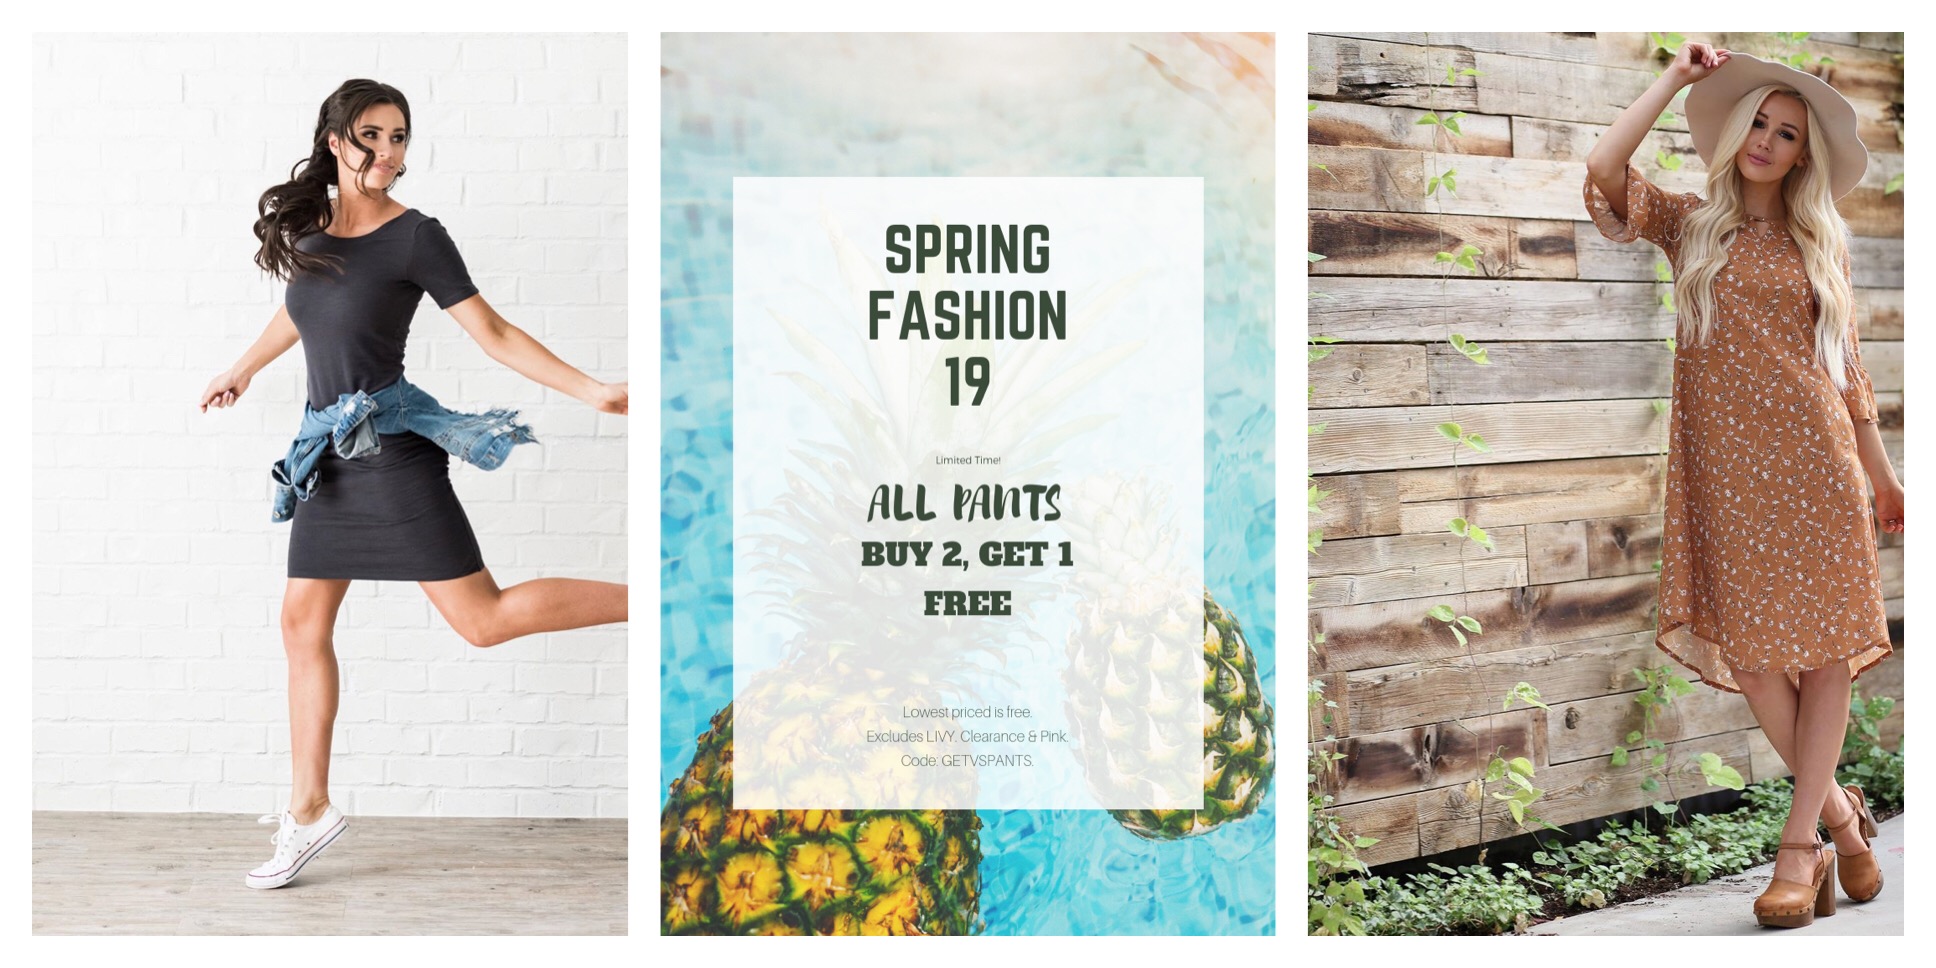 SPRING
FASHION
19
Limited Time!
ALL PANTS
BUY 2, GET 1
FREE
Lowest priced is free.
Excludes LIVY. Clearance & Pink.
Code: GETVSPANTS.